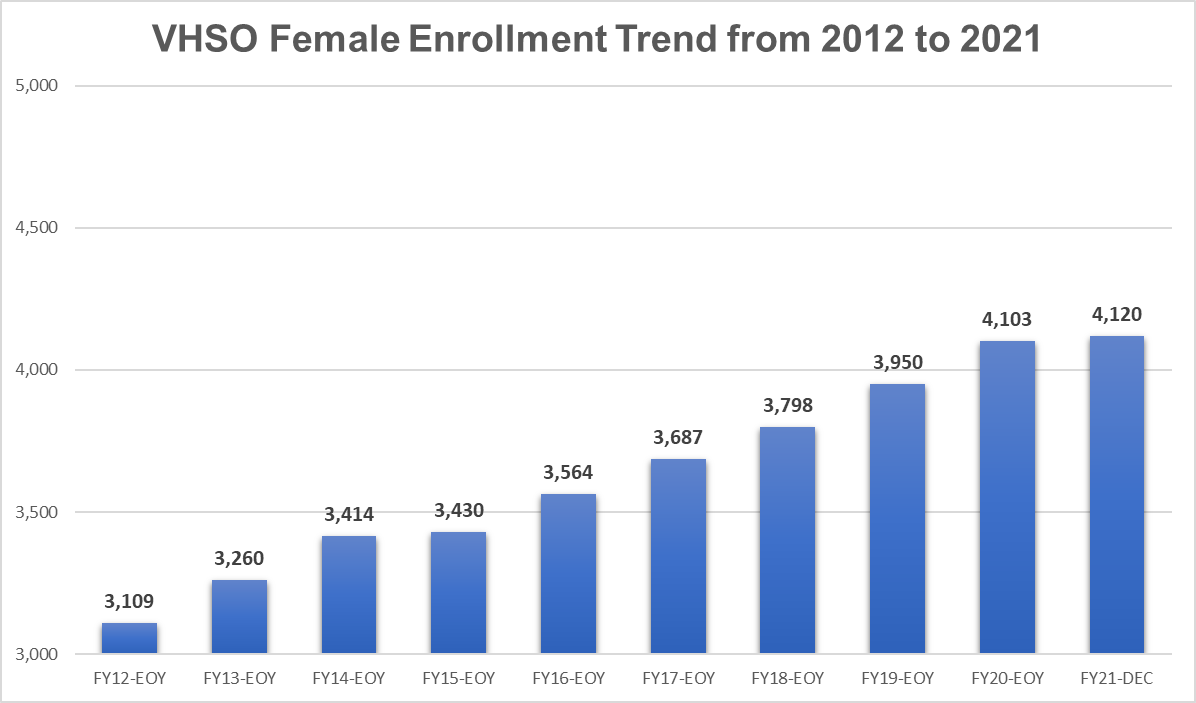 VHSO Female Enrollment Trend from 2012 to 2021
5,000
4,500
4,000
3,500
3,000
3,109
3,260
3,414
3,430
3,564
3,687
3,798
3,950
4,103
4,120
FY12-EOY
FY13-EOY
FY14-EOY
FY15-EOY
FY16-EOY
FY17-EOY
FY18-EOY
FY19-EOY
FY20-EOY
FY21-DEC